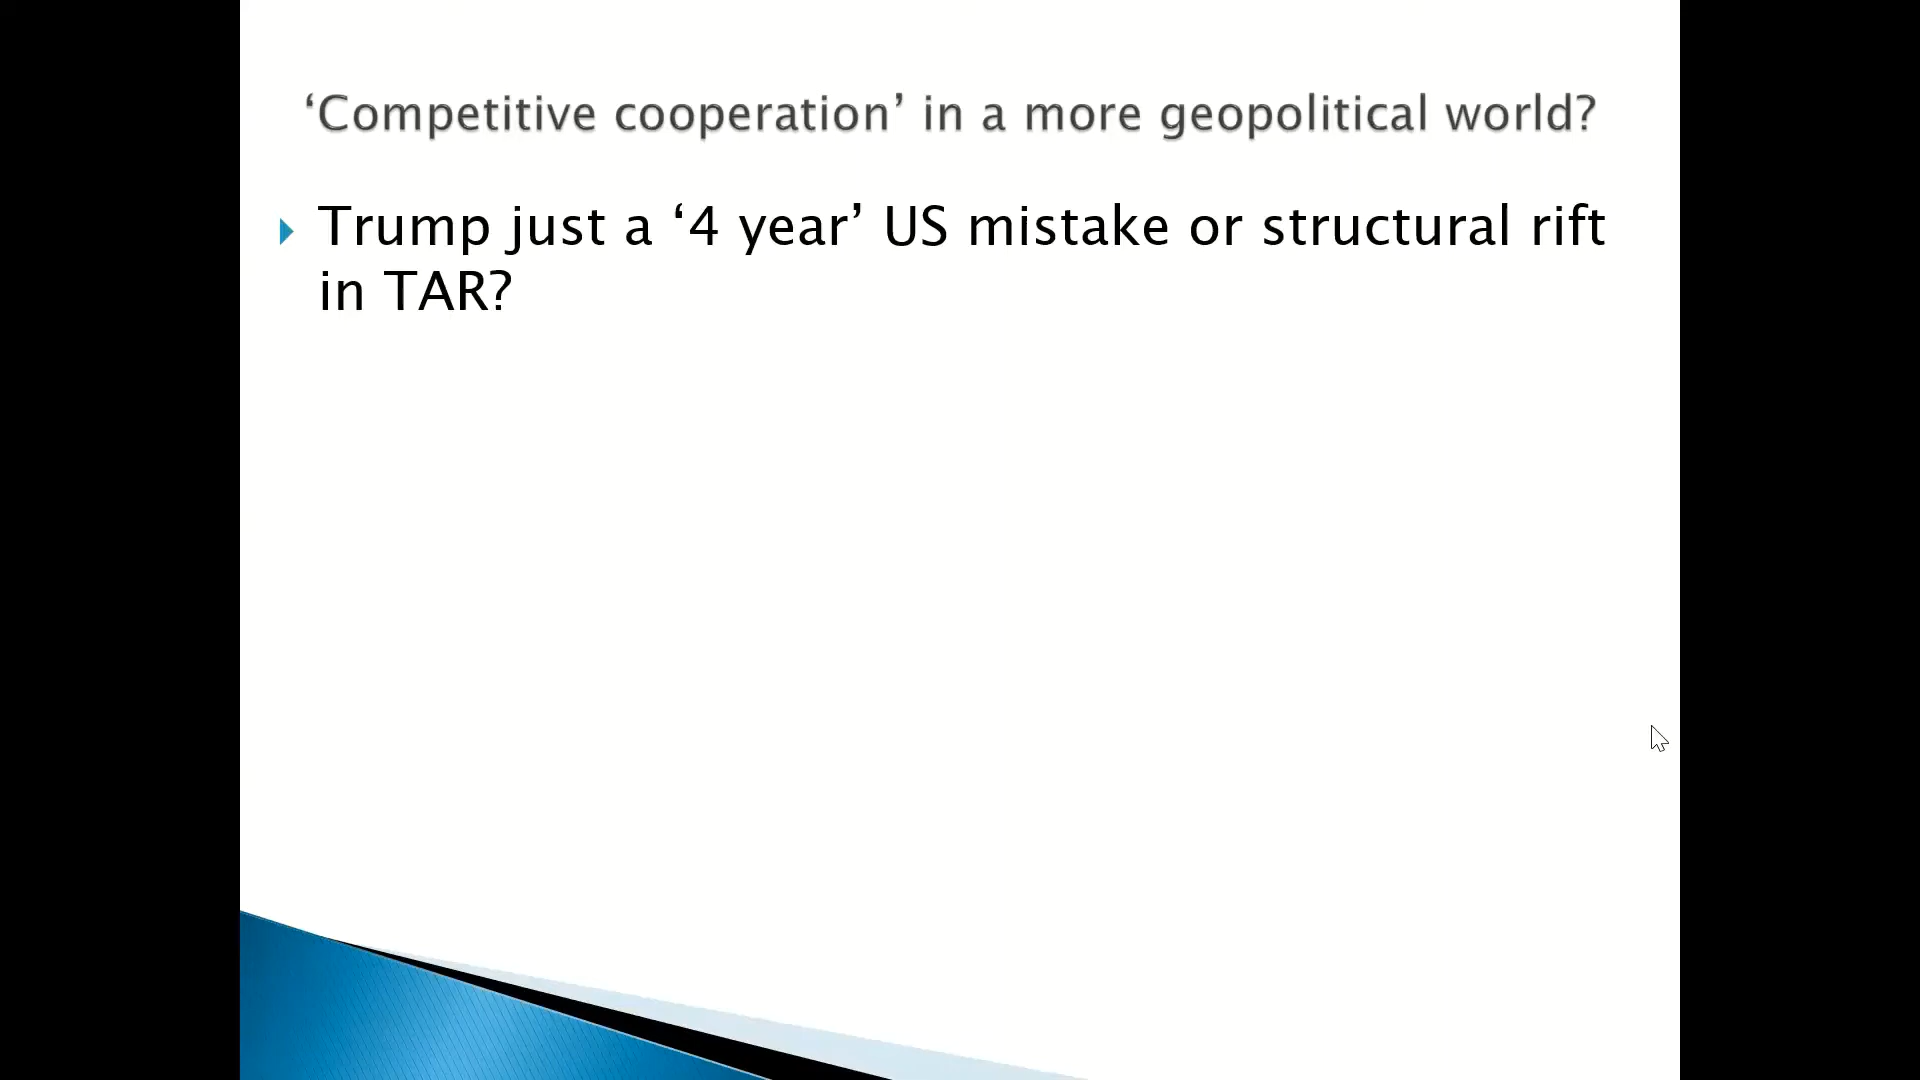 ‘Competitive cooperation’ in a more geopolitical world?
Trump just a ‘4 year’ US mistake or structural rift
in TAR?